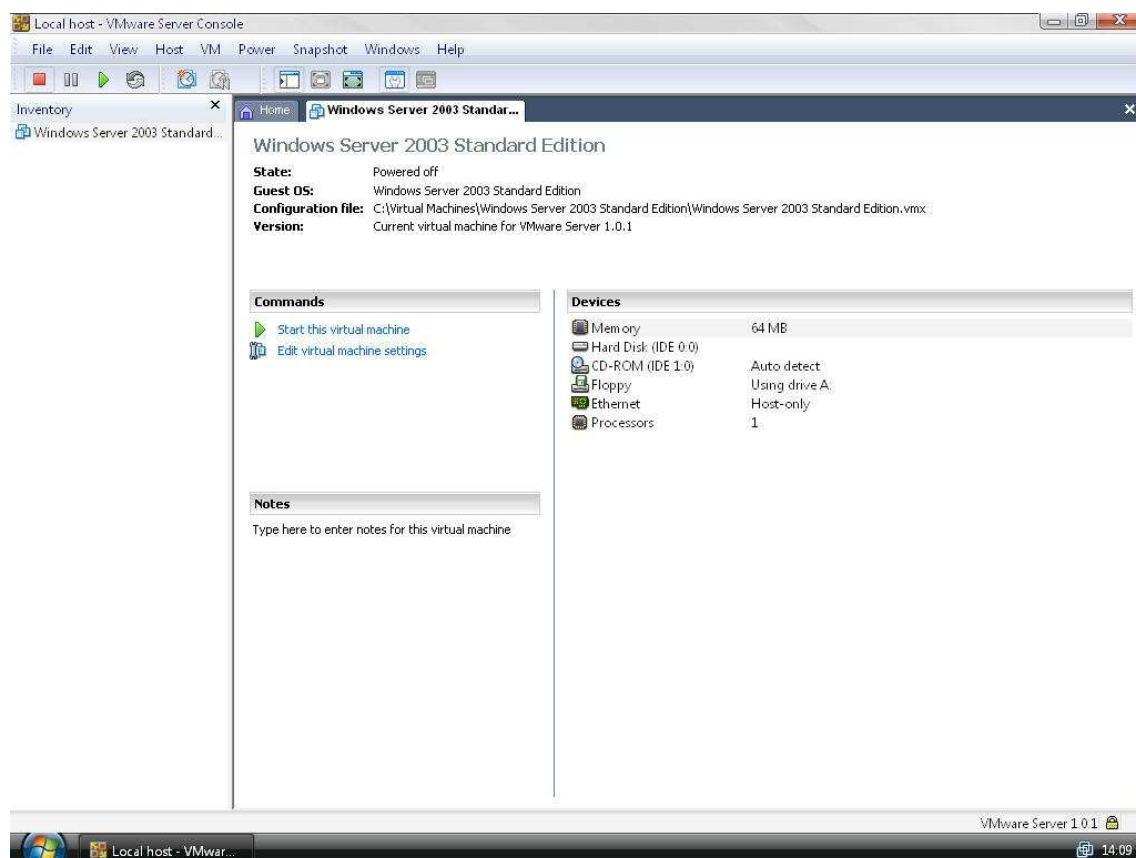 Local host - VMware Server Console
File Edit View Host VM Power Snapshot Windows Help
Inventory
Windows Server 2003 Standard...
Home
Windows Server 2003 Standar...
Windows Server 2003 Standard Edition
State: Powered off
Guest OS: Windows Server 2003 Standard Edition
Configuration file: C:\Virtual Machines\Windows Server 2003 Standard Edition\Windows Server 2003 Standard Edition.vmx
Version: Current virtual machine for VMware Server 1.0.1
Commands
Start this virtual machine
Edit virtual machine settings
Devices
Memory 64 MB
Hard Disk (IDE 0:0)
CD-ROM (IDE 1:0) Auto detect
Floppy Using drive A:
Ethernet Host-only
Processors 1
Notes
Type here to enter notes for this virtual machine
VMware Server 1.0.1
Local host - VMwar...
14:09